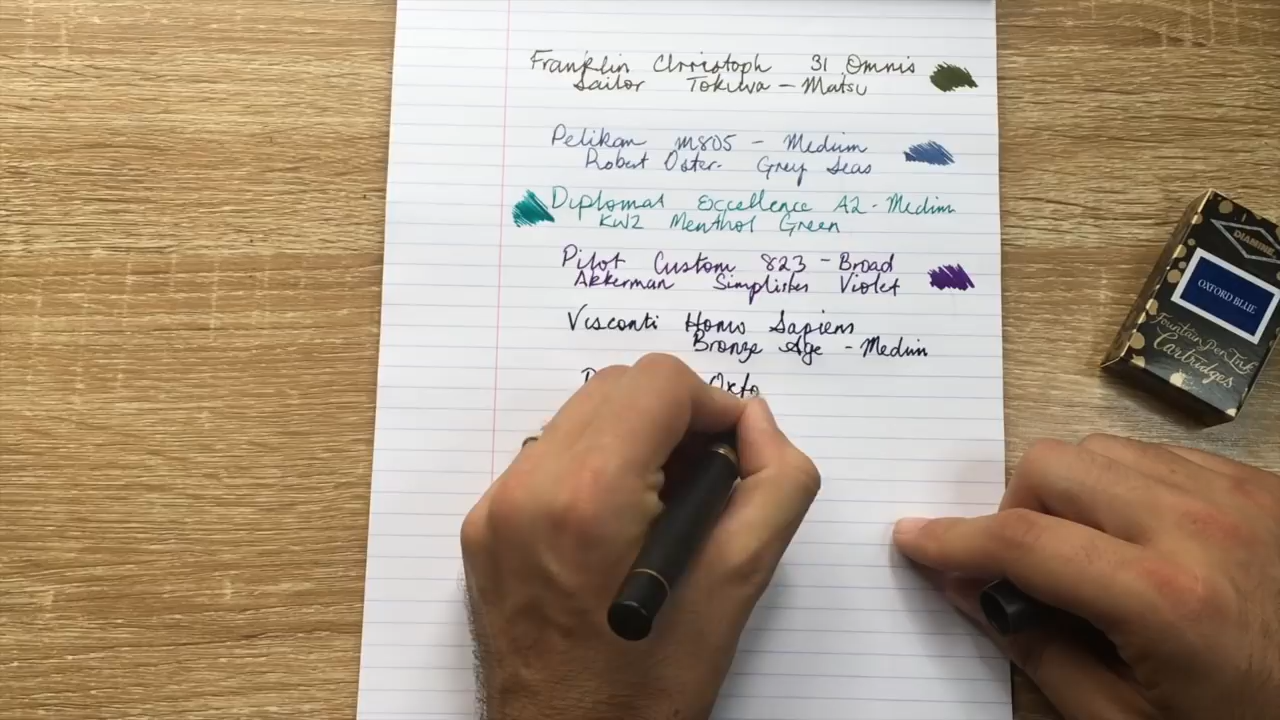 Franklin Christoph 31 Omnis
Sailor Tokiwa - Matsu
Pelikan M805 - Medium
Robert Oster - Grey Seas
Diplomat Excellence A2 - Medium
KWZ Menthol Green
Pilot Custom 823 - Broad
Akkerman Simplisties Violet
Visconti Homo Sapiens
Bronze Age - Medium
Oxfo
DIAMINE
OXFORD BLUE
Fountain Pen Ink
Cartridges